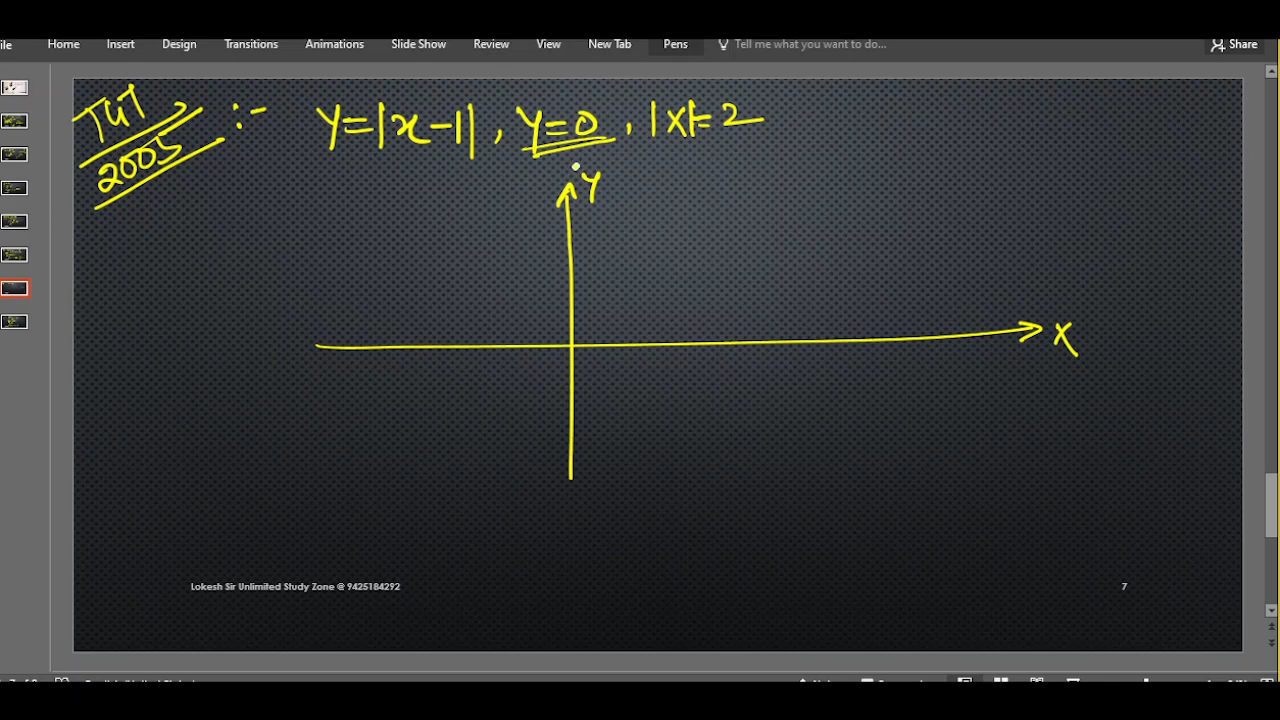 File Home Insert Design Transitions Animations Slide Show Review View New Tab Pens Tell me what you want to do... Share
:- Y=|x-1|, Y=0, |X|=2
2005
Y
X
Lokesh Sir Unlimited Study Zone @ 9425184292 7